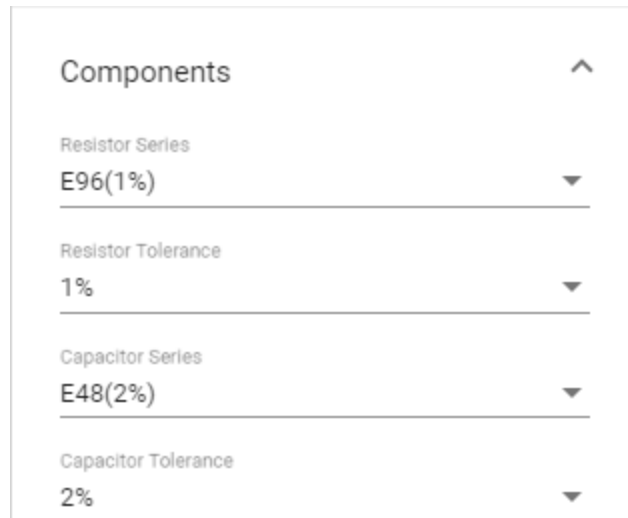 Components
Resistor Series
E96(1%)
Resistor Tolerance
1%
Capacitor Series
E48(2%)
Capacitor Tolerance
2%